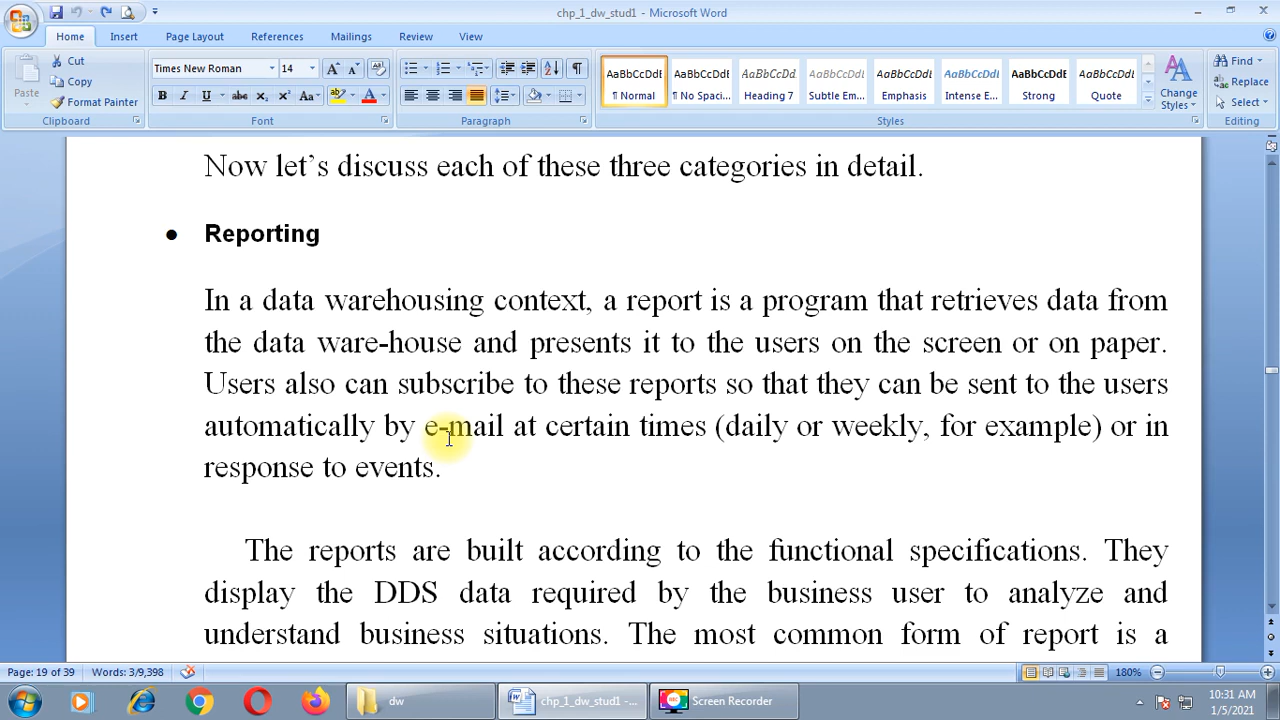 chp_1_dw_stud1 - Microsoft Word
Home Insert Page Layout References Mailings Review View
Paste Cut Copy Format Painter Clipboard
Times New Roman 14 Font
Paragraph
AaBbCcDdE AaBbCcDdE AaBbCcDd. AaBbCcDdE AaBbCcDdE AaBbCcDdE AaBbCcDdE AaBbCcDdE
¶ Normal ¶ No Spaci... Heading 7 Subtle Em... Emphasis Intense E... Strong Quote
Styles
Change Styles
Find Replace Select Editing
Now let’s discuss each of these three categories in detail.
● Reporting
In a data warehousing context, a report is a program that retrieves data from
the data ware-house and presents it to the users on the screen or on paper.
Users also can subscribe to these reports so that they can be sent to the users
automatically by e-mail at certain times (daily or weekly, for example) or in
response to events.
The reports are built according to the functional specifications. They
display the DDS data required by the business user to analyze and
understand business situations. The most common form of report is a
Page: 19 of 39 Words: 3/9,398 180%
dw chp_1_dw_stud1 -... Screen Recorder
10:31 AM
1/5/2021